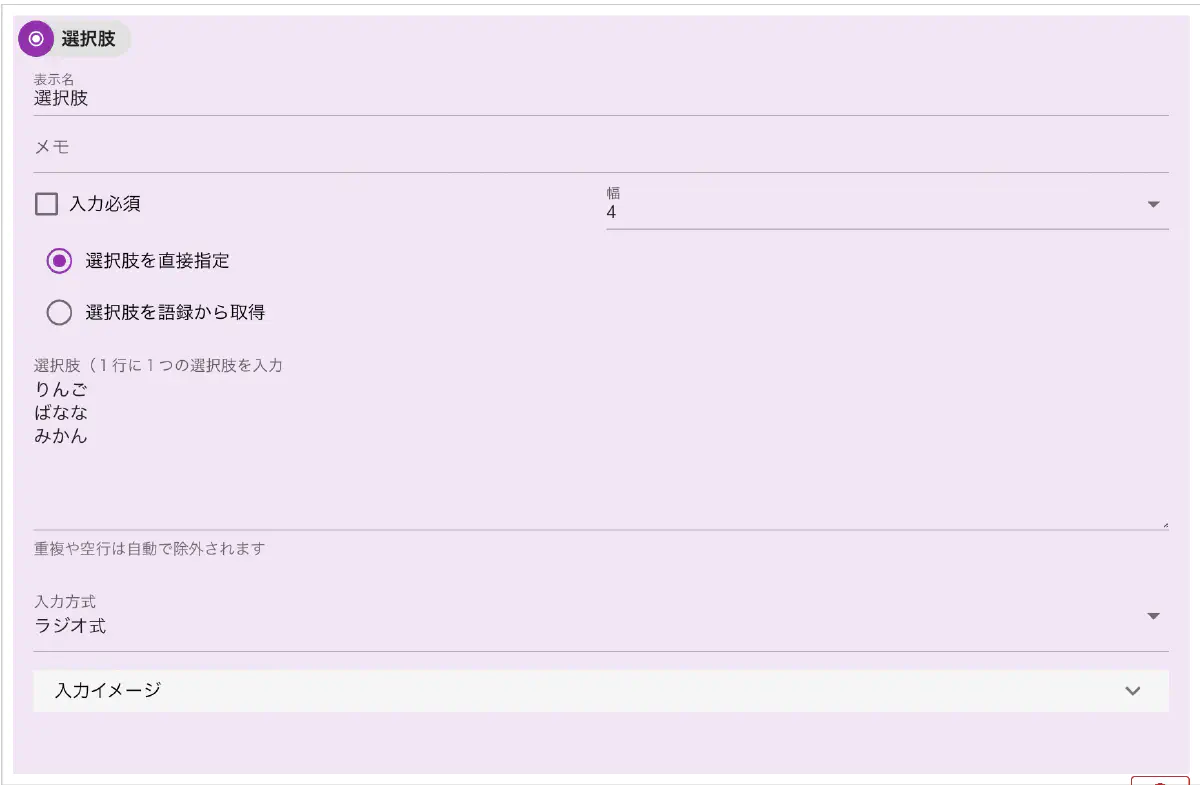 選択肢
表示名
選択肢
メモ
入力必須
幅
4
選択肢を直接指定
選択肢を語録から取得
選択肢（１行に１つの選択肢を入力
りんご
ばなな
みかん
重複や空行は自動で除外されます
入力方式
ラジオ式
入力イメージ